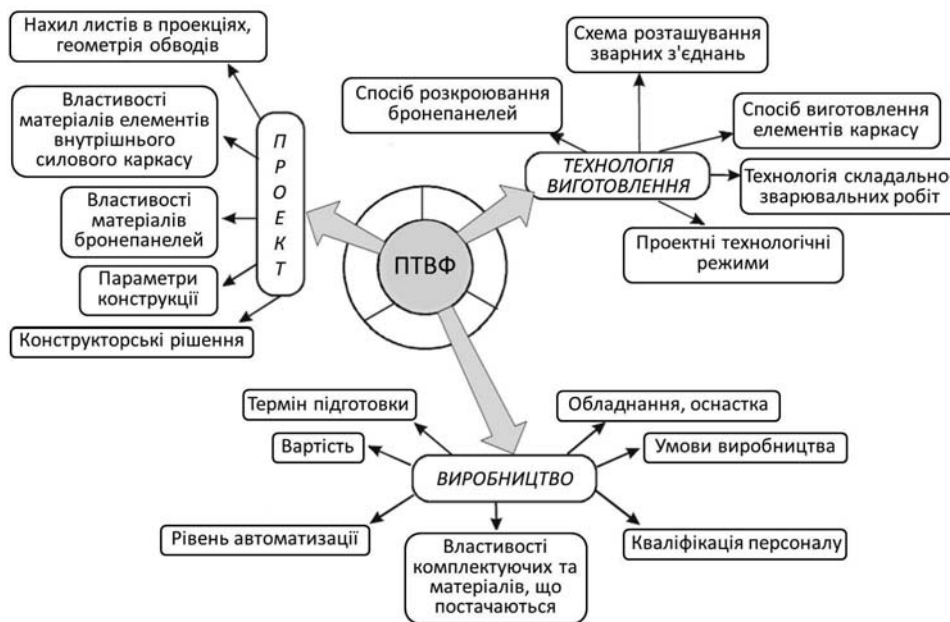 Нахил листів в проекціях,
геометрія обводів
Властивості
матеріалів елементів
внутрішнього
силового каркасу
Властивості
матеріалів
бронепанелей
Параметри
конструкції
Конструкторські рішення
ПРОЕКТ
ПТВФ
Схема розташування
зварних з'єднань
Спосіб розкроювання
бронепанелей
Спосіб виготовлення
елементів каркасу
ТЕХНОЛОГІЯ
ВИГОТОВЛЕННЯ
Технологія складально-
зварювальних робіт
Проектні технологічні
режими
Термін підготовки
Обладнання, оснастка
Вартість
Умови виробництва
ВИРОБНИЦТВО
Рівень автоматизації
Властивості
комплектуючих та
матеріалів, що
постачаються
Кваліфікація персоналу